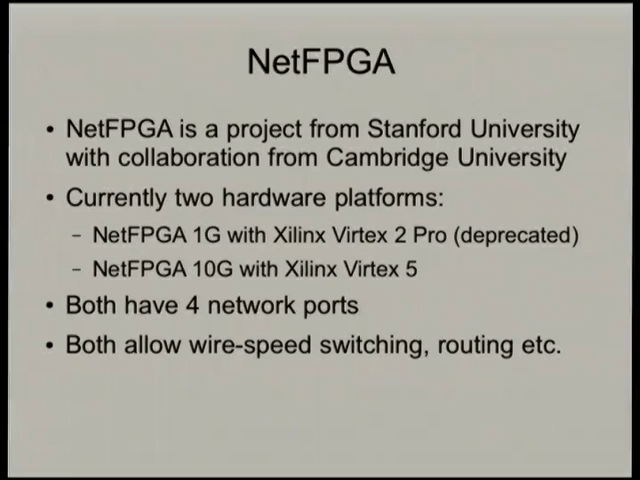 NetFPGA
• NetFPGA is a project from Stanford University
with collaboration from Cambridge University
• Currently two hardware platforms:
– NetFPGA 1G with Xilinx Virtex 2 Pro (deprecated)
– NetFPGA 10G with Xilinx Virtex 5
• Both have 4 network ports
• Both allow wire-speed switching, routing etc.